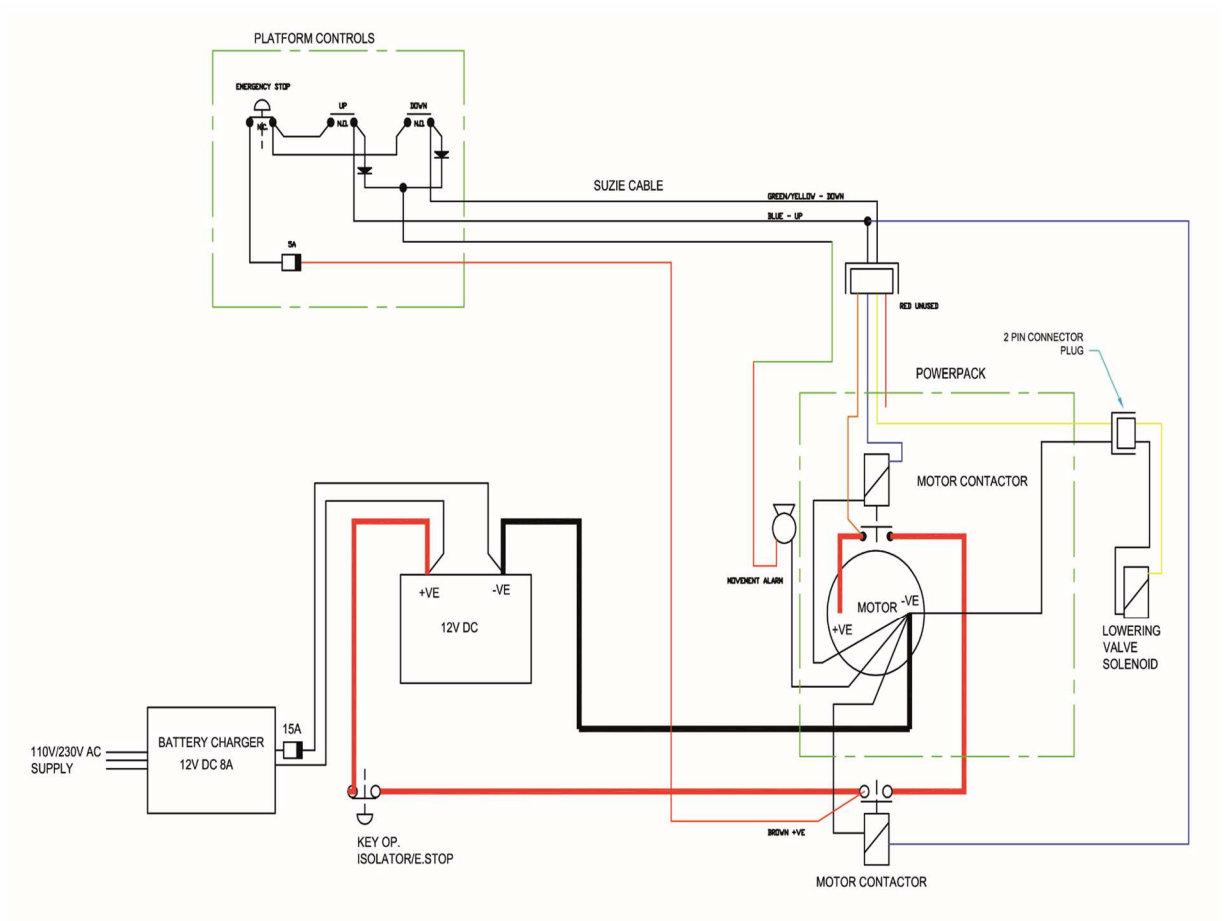 PLATFORM CONTROLS
EMERGENCY STOP
UP
DOWN
N.C.
N.O.
N.O.
SUZIE CABLE
GREEN/YELLOW - DOWN
BLUE - UP
5A
RED UNUSED
2 PIN CONNECTOR
PLUG
POWERPACK
MOTOR CONTACTOR
MOVEMENT ALARM
+VE
-VE
12V DC
MOTOR
-VE
+VE
LOWERING
VALVE
SOLENOID
15A
BATTERY CHARGER
12V DC 8A
110V/230V AC
SUPPLY
BROWN +VE
KEY OP.
ISOLATOR/E.STOP
MOTOR CONTACTOR